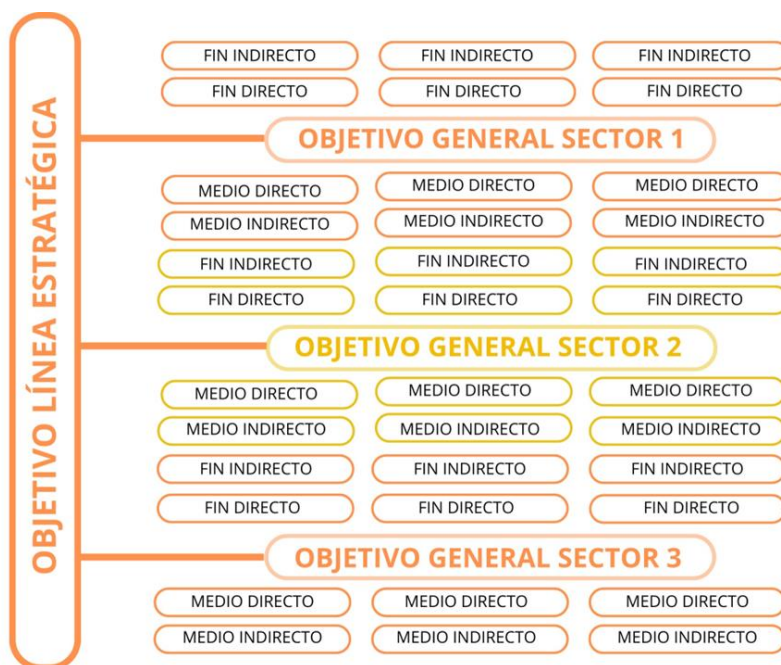 OBJETIVO LÍNEA ESTRATÉGICA
FIN INDIRECTO FIN INDIRECTO FIN INDIRECTO
FIN DIRECTO FIN DIRECTO FIN DIRECTO
OBJETIVO GENERAL SECTOR 1
MEDIO DIRECTO MEDIO DIRECTO MEDIO DIRECTO
MEDIO INDIRECTO MEDIO INDIRECTO MEDIO INDIRECTO
FIN INDIRECTO FIN INDIRECTO FIN INDIRECTO
FIN DIRECTO FIN DIRECTO FIN DIRECTO
OBJETIVO GENERAL SECTOR 2
MEDIO DIRECTO MEDIO DIRECTO MEDIO DIRECTO
MEDIO INDIRECTO MEDIO INDIRECTO MEDIO INDIRECTO
FIN INDIRECTO FIN INDIRECTO FIN INDIRECTO
FIN DIRECTO FIN DIRECTO FIN DIRECTO
OBJETIVO GENERAL SECTOR 3
MEDIO DIRECTO MEDIO DIRECTO MEDIO DIRECTO
MEDIO INDIRECTO MEDIO INDIRECTO MEDIO INDIRECTO